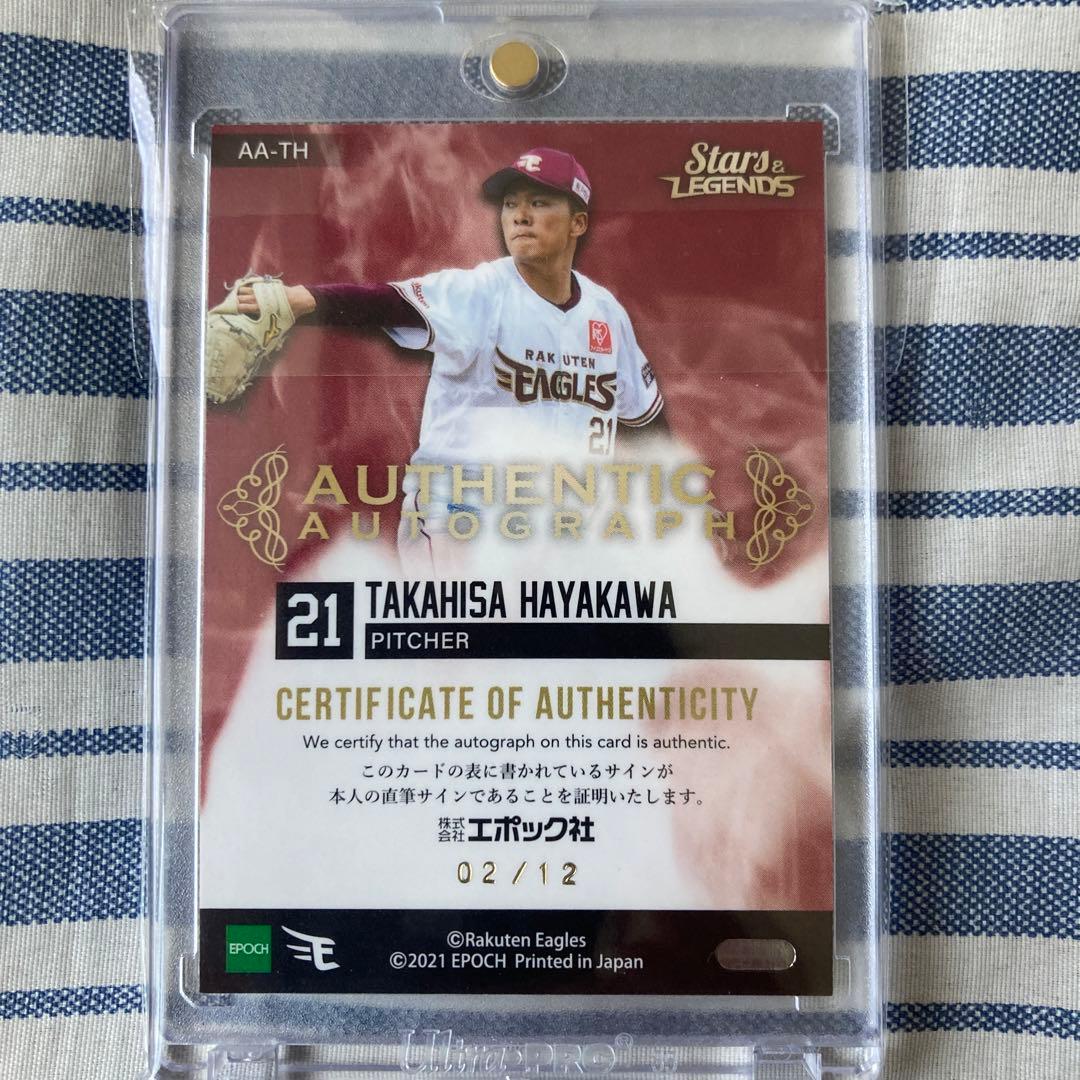 AA-TH
Stars &
LEGENDS
Rakuten
RAKUTEN
EAGLES
21
AUTHENTIC
AUTOGRAPH
21
TAKAHISA HAYAKAWA
PITCHER
CERTIFICATE OF AUTHENTICITY
We certify that the autograph on this card is authentic.
このカードの表に書かれているサインが
本人の直筆サインであることを証明いたします。
株式会社 エポック社
02/12
EPOCH
©Rakuten Eagles
©2021 EPOCH Printed in Japan
Ultra-PRO®